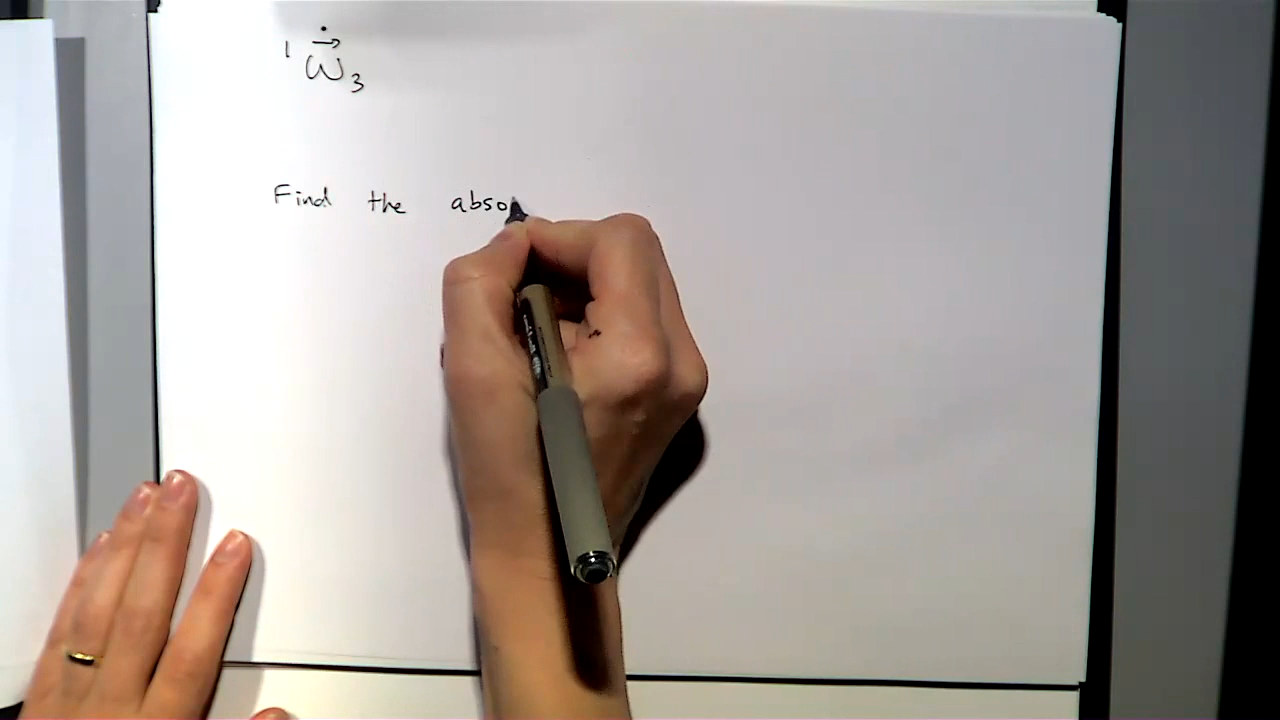 ¹ω̇⃗₃
Find the abso